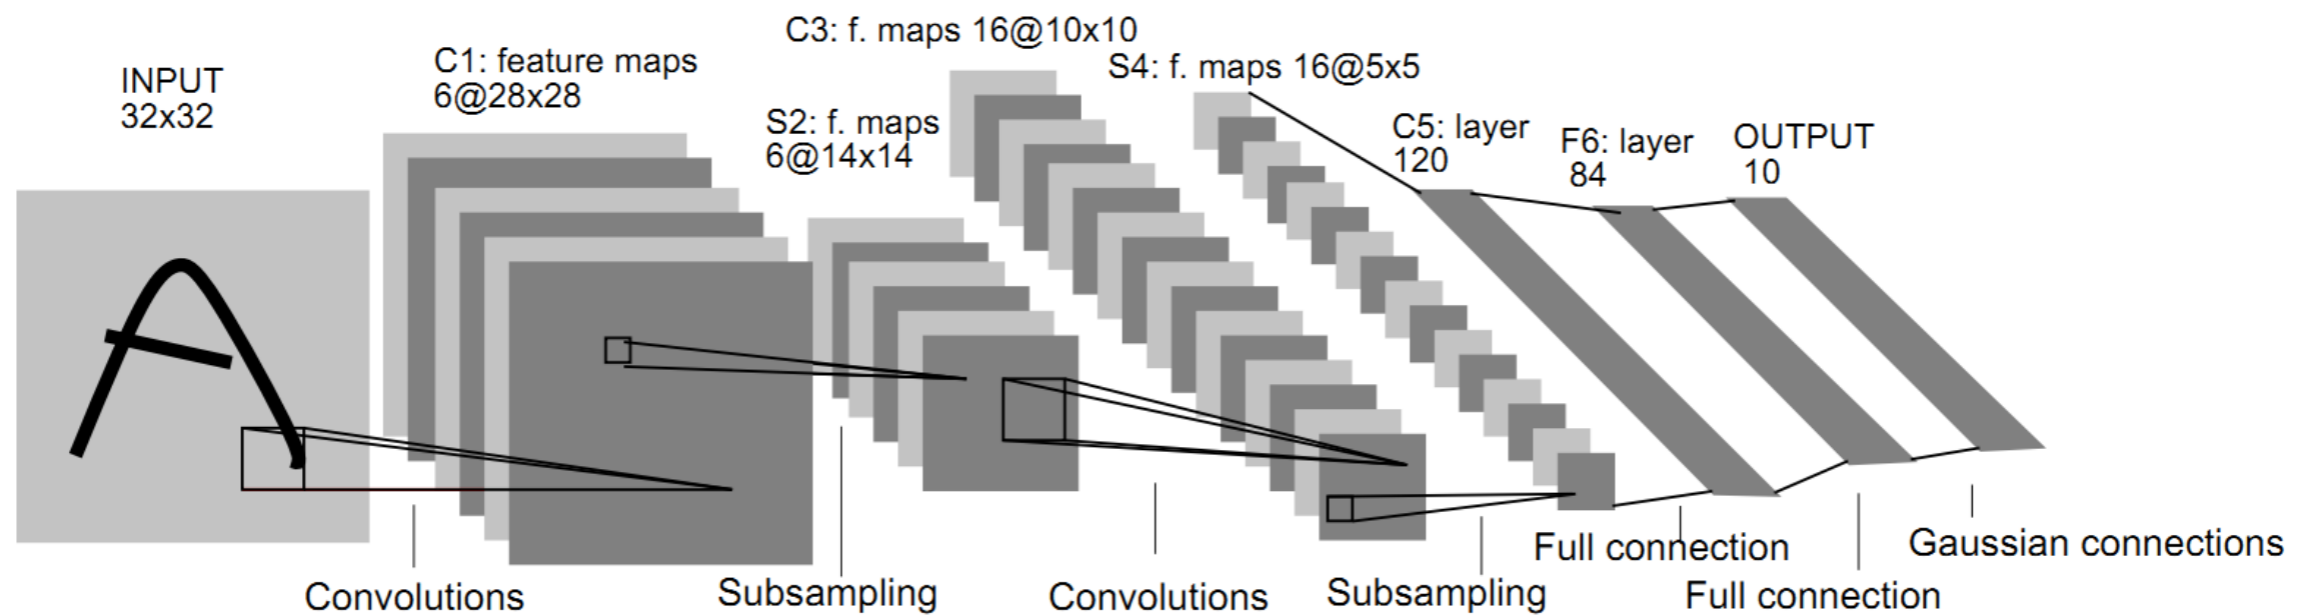 INPUT
32x32
C1: feature maps
6@28x28
S2: f. maps
6@14x14
C3: f. maps 16@10x10
S4: f. maps 16@5x5
C5: layer
120
F6: layer
84
OUTPUT
10
Convolutions
Subsampling
Convolutions
Subsampling
Full connection
Full connection
Gaussian connections